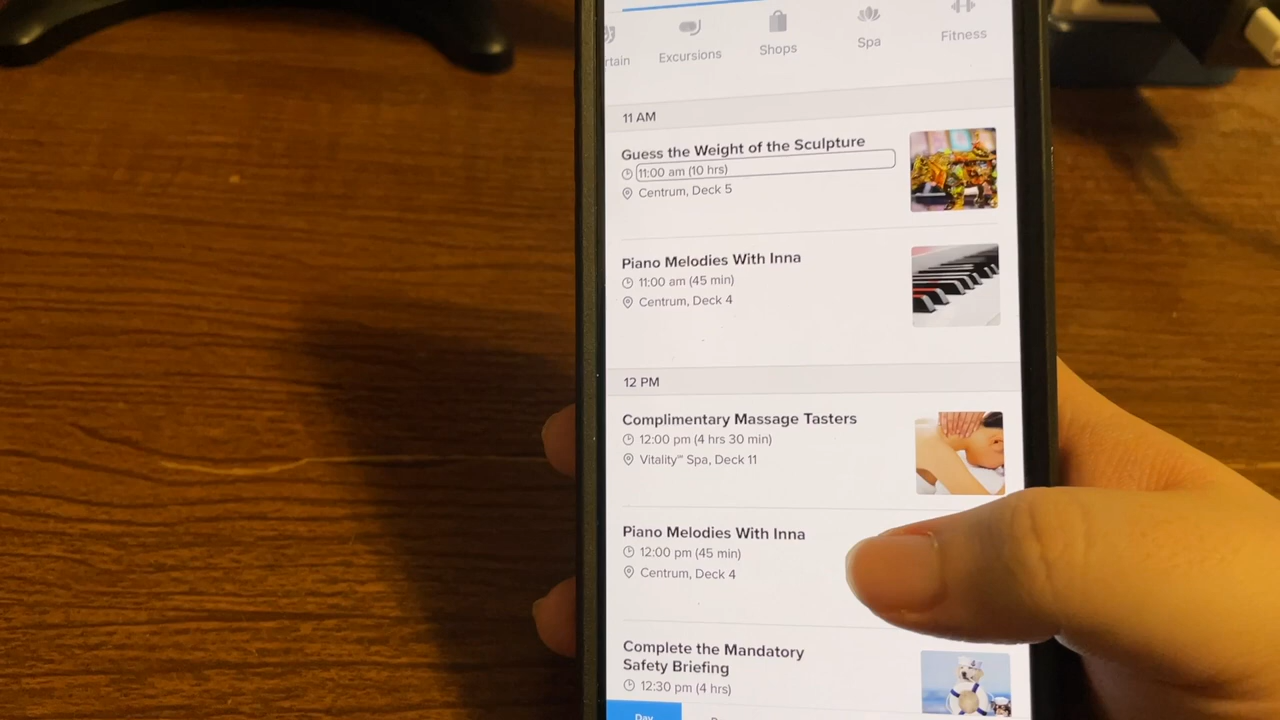 rtain
Excursions
Shops
Spa
Fitness
11 AM
Guess the Weight of the Sculpture
11:00 am (10 hrs)
Centrum, Deck 5
Piano Melodies With Inna
11:00 am (45 min)
Centrum, Deck 4
12 PM
Complimentary Massage Tasters
12:00 pm (4 hrs 30 min)
Vitality℠ Spa, Deck 11
Piano Melodies With Inna
12:00 pm (45 min)
Centrum, Deck 4
Complete the Mandatory
Safety Briefing
12:30 pm (4 hrs)
Day